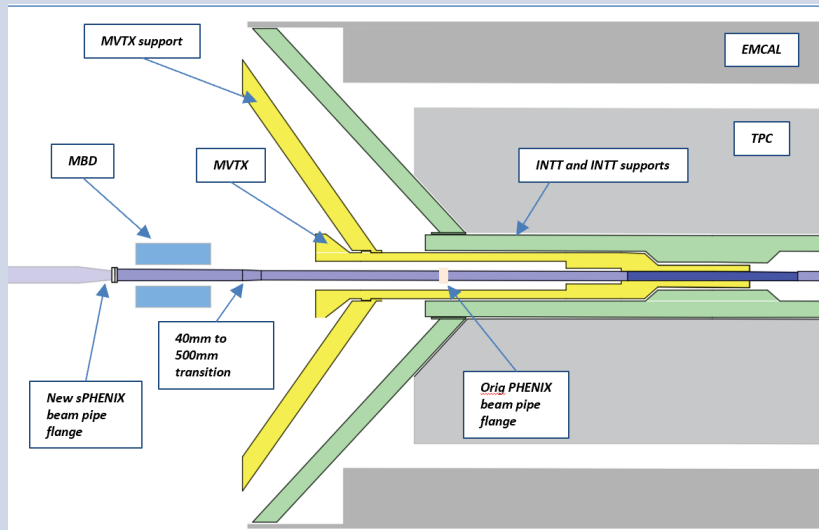 MVTX support
EMCAL
TPC
MBD
MVTX
INTT and INTT supports
40mm to
500mm
transition
New sPHENIX
beam pipe
flange
Orig PHENIX
beam pipe
flange